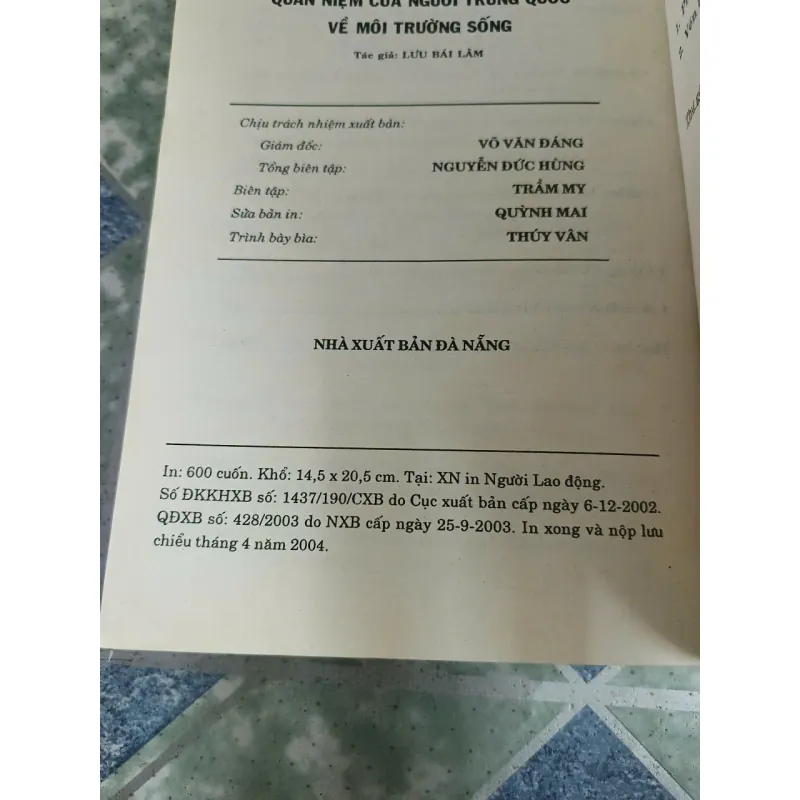 QUAN NIỆM CỦA NGƯỜI TRUNG QUỐC
VỀ MÔI TRƯỜNG SỐNG
Tác giả: LƯU BÁI LÂM
Chịu trách nhiệm xuất bản:
Giám đốc: VÕ VĂN ĐÁNG
Tổng biên tập: NGUYỄN ĐỨC HÙNG
Biên tập: TRẦM MY
Sửa bản in: QUỲNH MAI
Trình bày bìa: THÚY VÂN
NHÀ XUẤT BẢN ĐÀ NẴNG
In: 600 cuốn. Khổ: 14,5 x 20,5 cm. Tại: XN in Người Lao động.
Số ĐKKHXB số: 1437/190/CXB do Cục xuất bản cấp ngày 6-12-2002.
QĐXB số: 428/2003 do NXB cấp ngày 25-9-2003. In xong và nộp lưu
chiểu tháng 4 năm 2004.